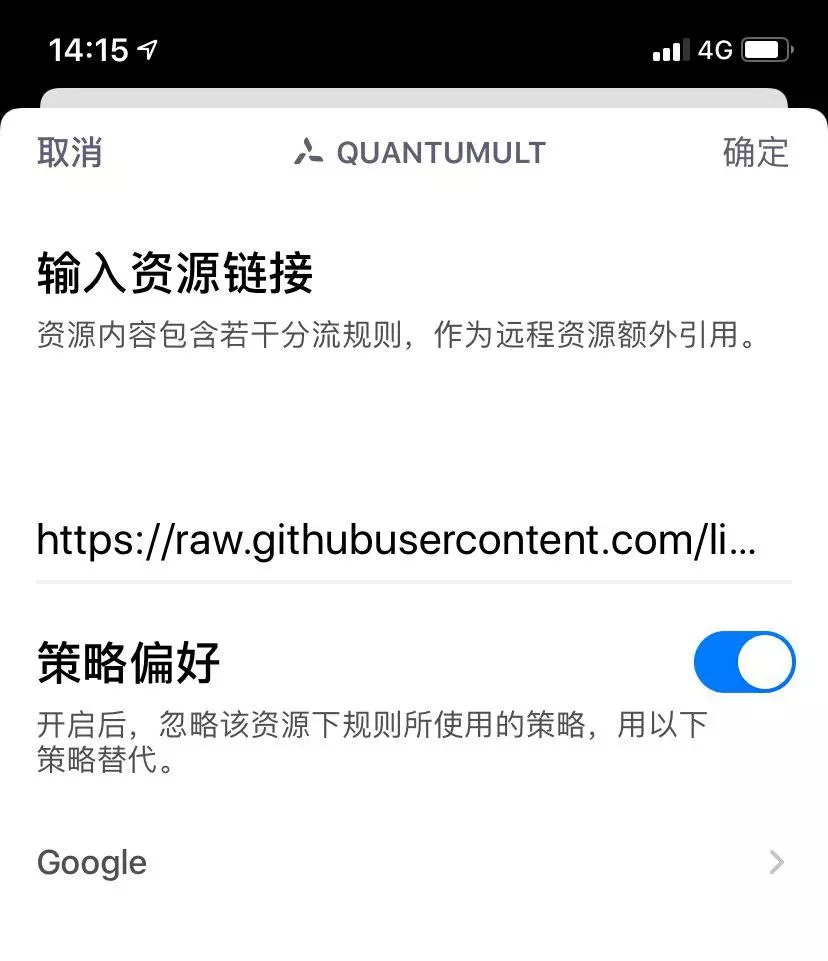 14:15
4G
取消
QUANTUMULT
确定
输入资源链接
资源内容包含若干分流规则，作为远程资源额外引用。
https://raw.githubusercontent.com/li...
策略偏好
开启后，忽略该资源下规则所使用的策略，用以下
策略替代。
Google